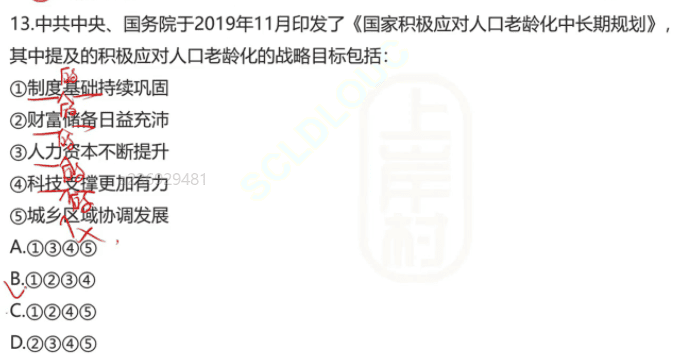 13.中共中央、国务院于2019年11月印发了《国家积极应对人口老龄化中长期规划》，
其中提及的积极应对人口老龄化的战略目标包括：
①制度基础持续巩固
②财富储备日益充沛
③人力资本不断提升
④科技支撑更加有力
⑤城乡区域协调发展
A.①③④⑤
B.①②③④
C.①②④⑤
D.②③④⑤
SCLDLQUC
上岸村